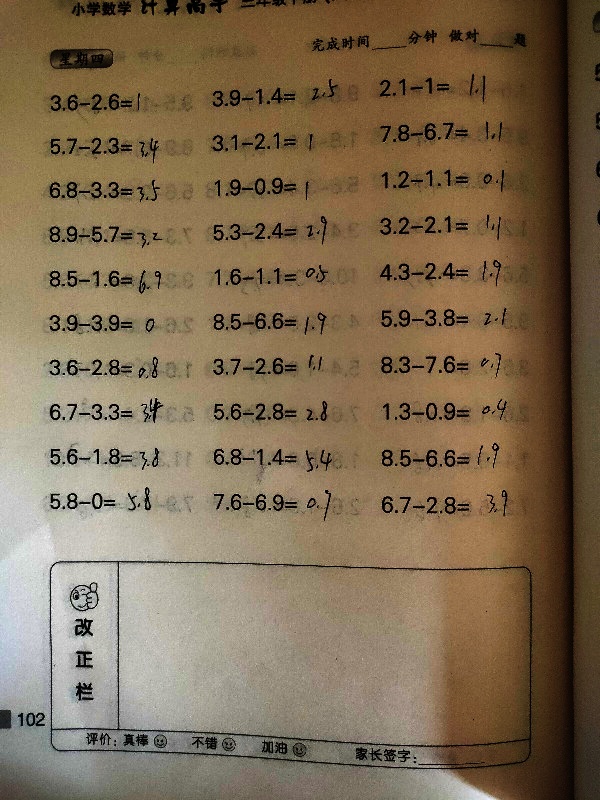 小学数学 计算高手 三年级下册
完成时间____分钟 做对____题
星期四
3.6−2.6=1 3.9−1.4= 2.5 2.1−1= 1.1
5.7−2.3=3.4 3.1−2.1= 1 7.8−6.7= 1.1
6.8−3.3=3.5 1.9−0.9= 1 1.2−1.1= 0.1
8.9−5.7=3.2 5.3−2.4= 2.9 3.2−2.1= 1.1
8.5−1.6=6.9 1.6−1.1= 0.5 4.3−2.4= 1.9
3.9−3.9= 0 8.5−6.6= 1.9 5.9−3.8= 2.1
3.6−2.8= 0.8 3.7−2.6= 1.1 8.3−7.6= 0.7
6.7−3.3= 3.4 5.6−2.8= 2.8 1.3−0.9= 0.4
5.6−1.8= 3.8 6.8−1.4= 5.4 8.5−6.6= 1.9
5.8−0= 5.8 7.6−6.9= 0.7 6.7−2.8= 3.9
改正栏
102
评价：真棒 不错 加油 家长签字：